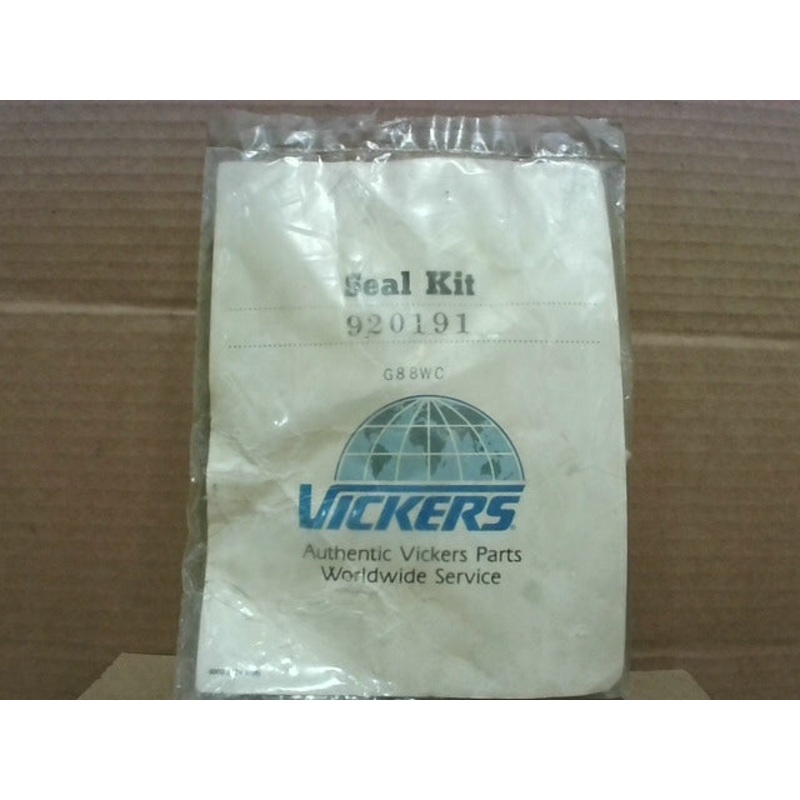 Seal Kit
920191
G88WC
VICKERS
Authentic Vickers Parts
Worldwide Service